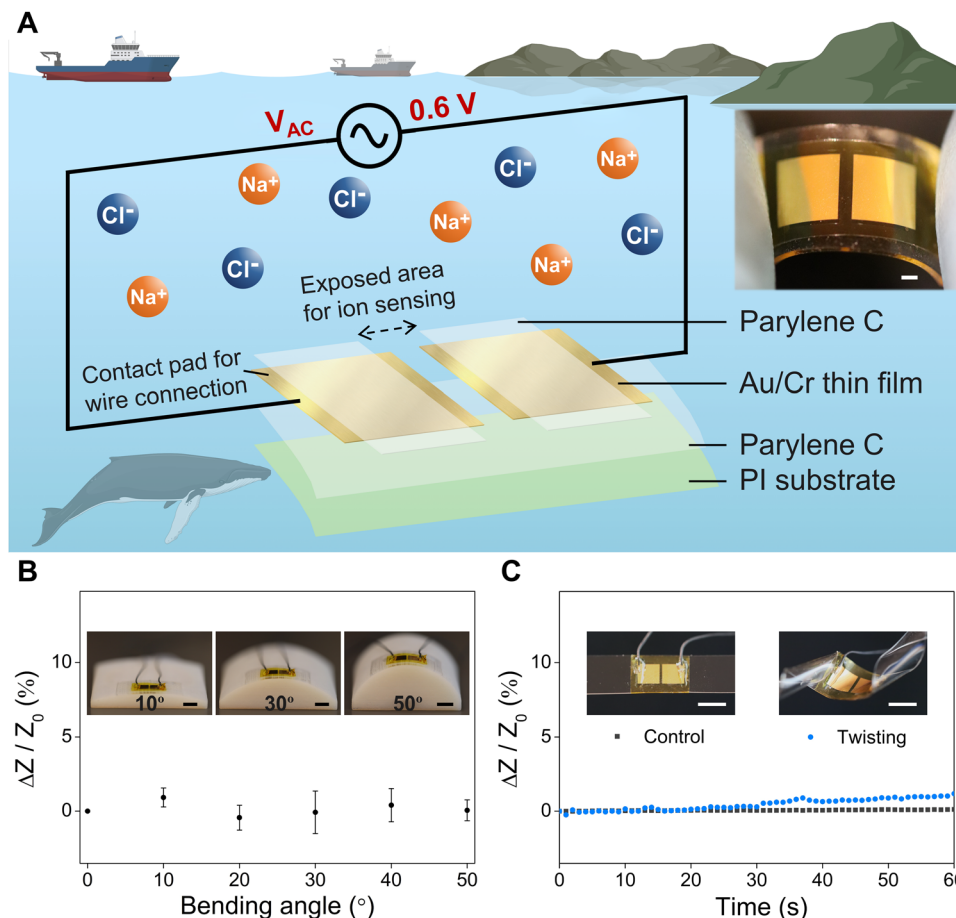 A
V_AC
0.6 V
Cl⁻
Na⁺
Cl⁻
Cl⁻
Na⁺
Na⁺
Cl⁻
Cl⁻
Na⁺
Na⁺
Exposed area
for ion sensing
Contact pad for
wire connection
Parylene C
Au/Cr thin film
Parylene C
PI substrate
B
ΔZ / Z₀ (%)
10
5
0
10°
30°
50°
0
10
20
30
40
50
Bending angle (°)
C
ΔZ / Z₀ (%)
10
5
0
Control
Twisting
0
10
20
30
40
50
60
Time (s)